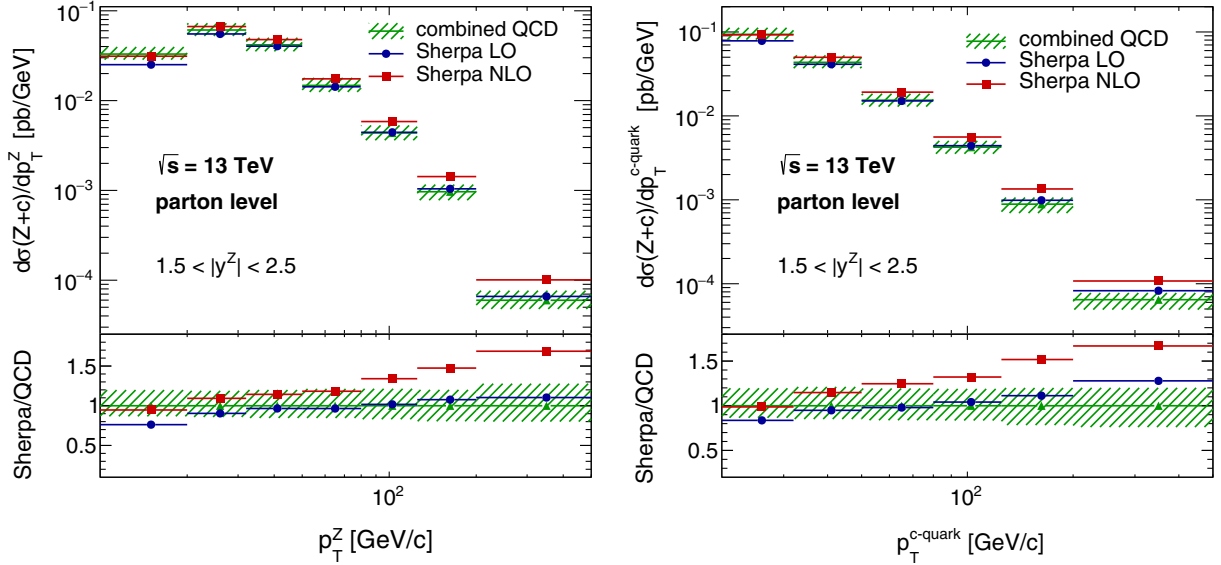 dσ(Z+c)/dp_T^Z [pb/GeV]
10^−1
10^−2
10^−3
10^−4
combined QCD
Sherpa LO
Sherpa NLO
√s = 13 TeV
parton level
1.5 < |y^Z| < 2.5
Sherpa/QCD
1.5
1
0.5
10^2
p_T^Z [GeV/c]
dσ(Z+c)/dp_T^c-quark [pb/GeV]
10^−1
10^−2
10^−3
10^−4
combined QCD
Sherpa LO
Sherpa NLO
√s = 13 TeV
parton level
1.5 < |y^Z| < 2.5
Sherpa/QCD
1.5
1
0.5
10^2
p_T^c-quark [GeV/c]